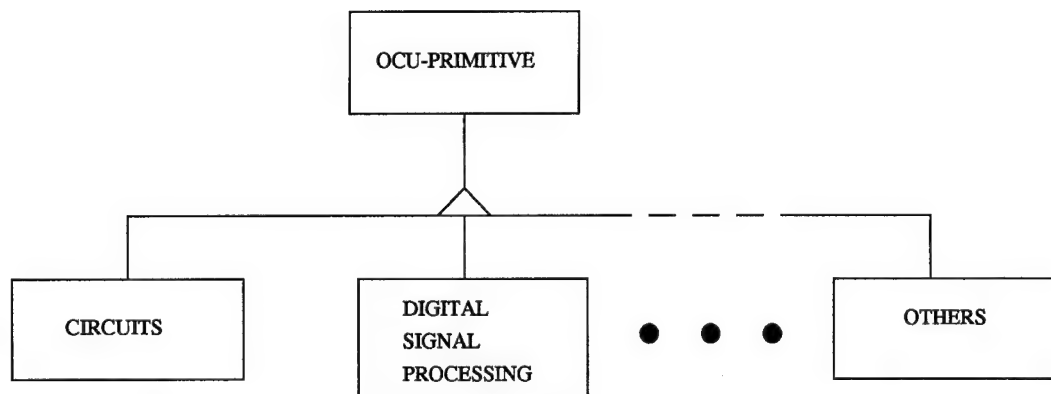 OCU-PRIMITIVE
CIRCUITS
DIGITAL
SIGNAL
PROCESSING
OTHERS